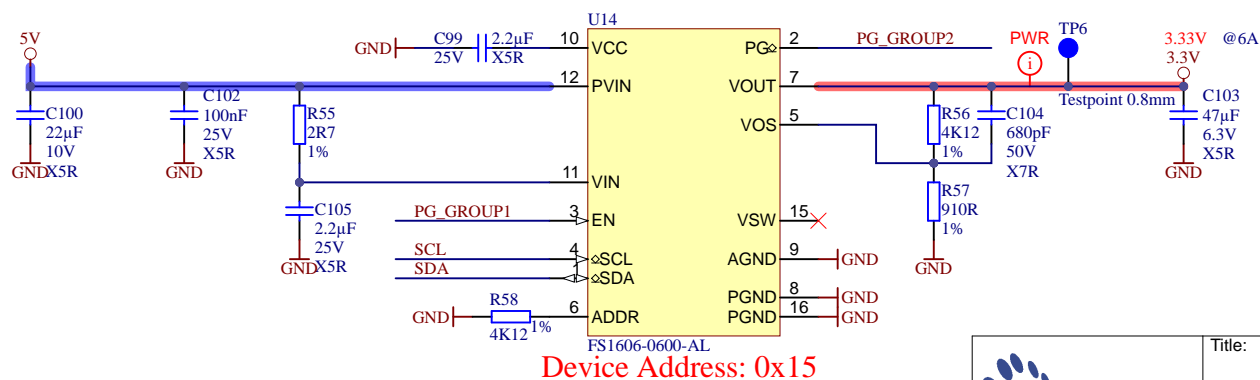 U14
5V
GND
C99
25V
2.2µF
X5R
10
VCC
PG
2
PG_GROUP2
PWR
i
TP6
3.33V
@6A
3.3V
12
PVIN
VOUT
7
Testpoint 0.8mm
C100
22µF
10V
X5R
GND
C102
100nF
25V
X5R
GND
R55
2R7
1%
VOS
5
R56
4K12
1%
C104
680pF
50V
X7R
C103
47µF
6.3V
X5R
GND
11
VIN
C105
2.2µF
25V
X5R
GND
PG_GROUP1
3
EN
VSW
15
R57
910R
1%
GND
SCL
4
SCL
AGND
9
GND
SDA
1
SDA
PGND
8
GND
GND
R58
4K12
1%
6
ADDR
PGND
16
GND
FS1606-0600-AL
Device Address: 0x15
Title: